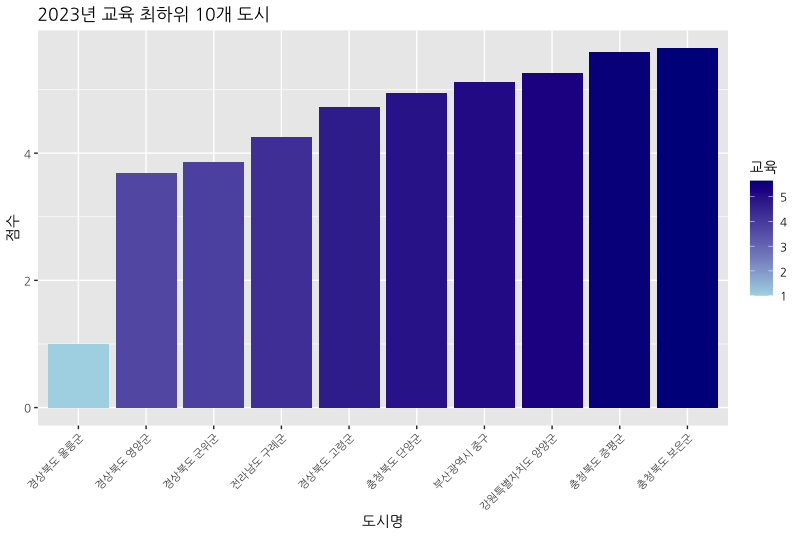 2023년 교육 최하위 10개 도시
점수
4
2
0
경상북도 울릉군
경상북도 영양군
경상북도 군위군
전라남도 구례군
경상북도 고령군
충청북도 단양군
부산광역시 중구
강원특별자치도 양양군
충청북도 증평군
충청북도 보은군
도시명
교육
5
4
3
2
1